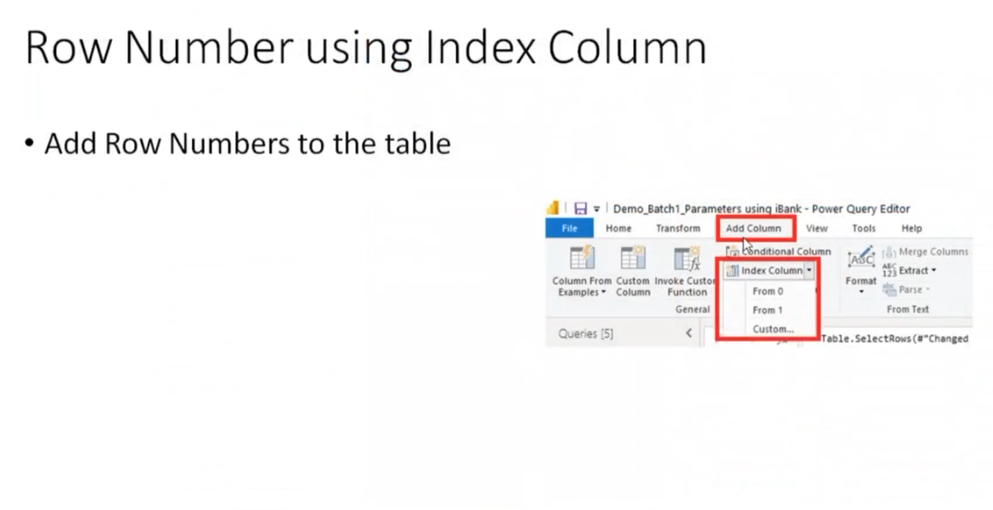 Row Number using Index Column
• Add Row Numbers to the table
Demo_Batch1_Parameters using iBank - Power Query Editor
File Home Transform Add Column View Tools Help
Conditional Column
Index Column
From 0
From 1
Custom...
Column From Examples
Custom Column
Invoke Custo
Function
General
Format
Merge Columns
Extract
Parse
From Text
Queries [5]
Table.SelectRows(#"Changed